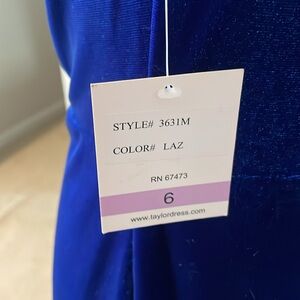 STYLE# 3631M
COLOR# LAZ
RN 67473
6
www.taylordress.com